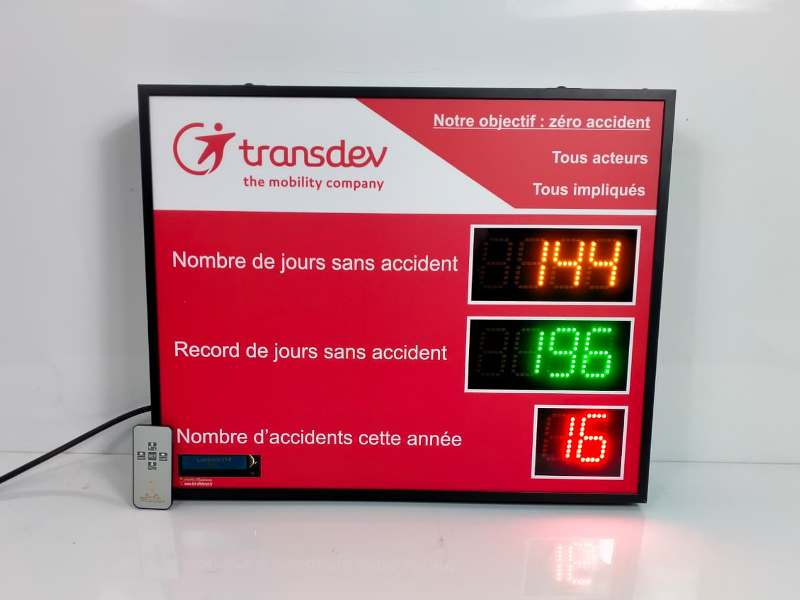 transdev
the mobility company
Notre objectif : zéro accident
Tous acteurs
Tous impliqués
Nombre de jours sans accident
144
Record de jours sans accident
196
Nombre d'accidents cette année
16